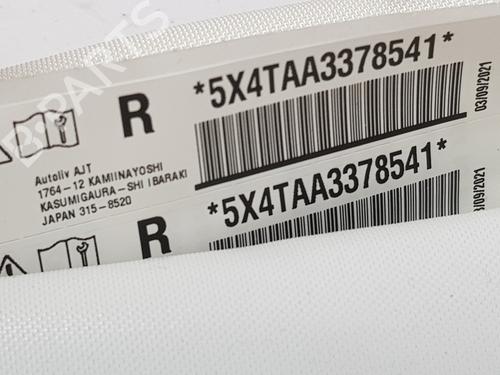 B-PARTS
R
*5X4TAA3378541*
03/09/2021
Autoliv AJT
1764-12 KAMIINAYOSHI
KASUMIGAURA-SHI IBARAKI
JAPAN 315-8520
R
*5X4TAA3378541*
/09/2021